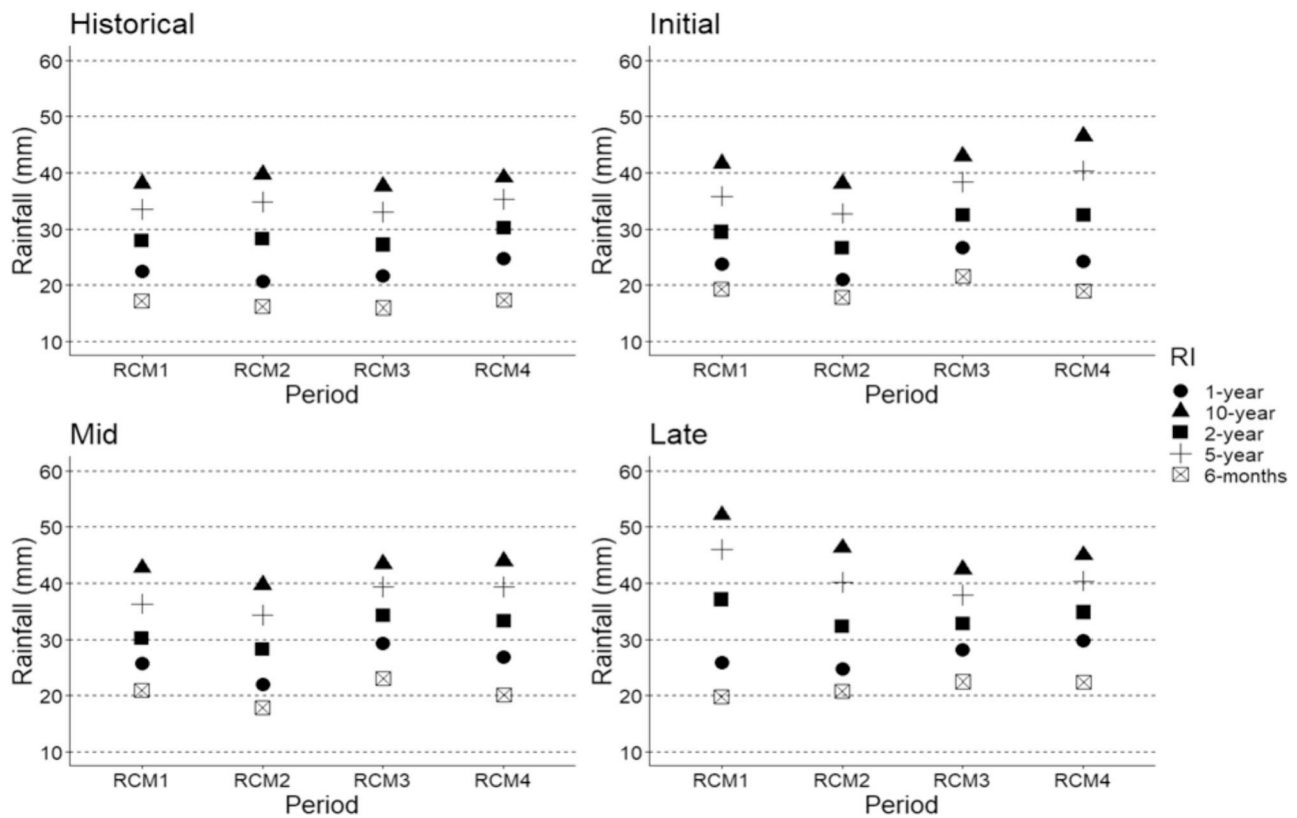 Historical
Rainfall (mm)
60
50
40
30
20
10
RCM1 RCM2 RCM3 RCM4
Period
Initial
Rainfall (mm)
60
50
40
30
20
10
RCM1 RCM2 RCM3 RCM4
Period
Mid
Rainfall (mm)
60
50
40
30
20
10
RCM1 RCM2 RCM3 RCM4
Period
Late
Rainfall (mm)
60
50
40
30
20
10
RCM1 RCM2 RCM3 RCM4
Period
RI
1-year
10-year
2-year
5-year
6-months